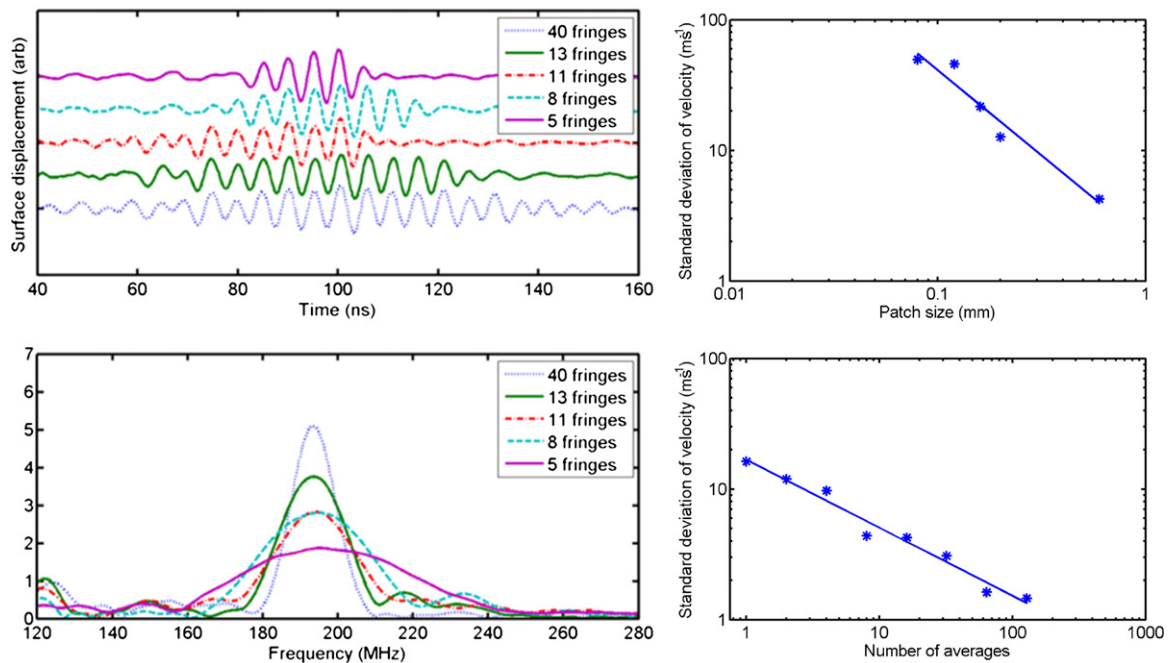 Surface displacement (arb)
40 fringes
13 fringes
11 fringes
8 fringes
5 fringes
40 60 80 100 120 140 160
Time (ns)
Standard deviation of velocity (ms¹)
100
10
1
0.01 0.1 1
Patch size (mm)
7
6
5
4
3
2
1
0
40 fringes
13 fringes
11 fringes
8 fringes
5 fringes
120 140 160 180 200 220 240 260 280
Frequency (MHz)
Standard deviation of velocity (ms¹)
100
10
1
1 10 100 1000
Number of averages